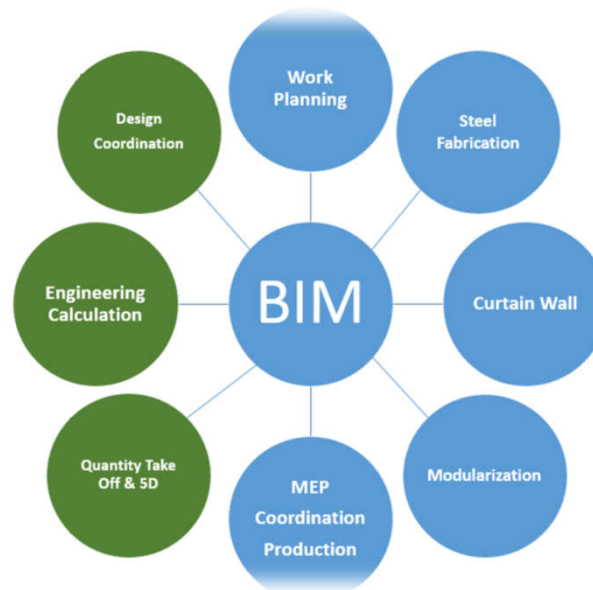 Work
Planning
Design
Coordination
Steel
Fabrication
Engineering
Calculation
BIM
Curtain Wall
Quantity Take
Off & 5D
MEP
Coordination
Production
Modularization